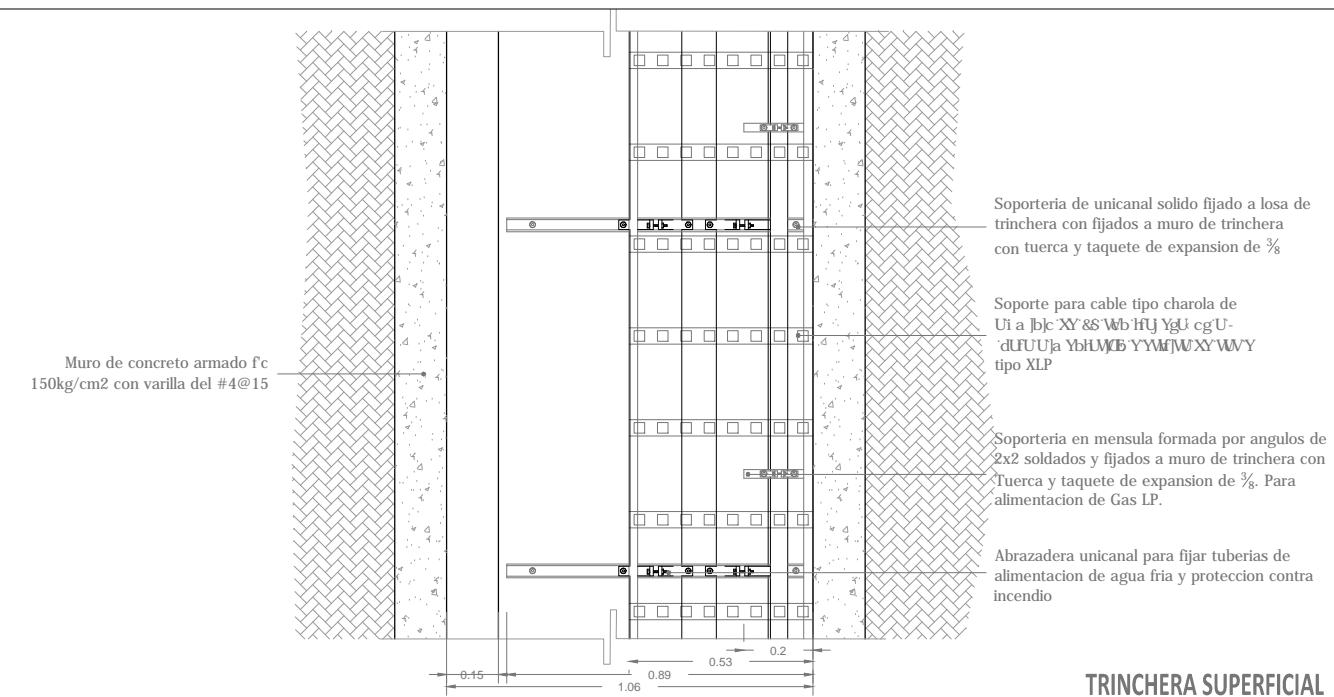 Soporteria de unicanal solido fijado a losa de
trinchera con fijados a muro de trinchera
con tuerca y taquete de expansion de 3⁄8
Soporte para cable tipo charola de
tipo XLP
Muro de concreto armado f'c
150kg/cm2 con varilla del #4@15
Soporteria en mensula formada por angulos de
2x2 soldados y fijados a muro de trinchera con
Tuerca y taquete de expansion de 3⁄8. Para
alimentacion de Gas LP.
Abrazadera unicanal para fijar tuberias de
alimentacion de agua fria y proteccion contra
incendio
0.2
0.53
0.15
0.89
1.06
TRINCHERA SUPERFICIAL